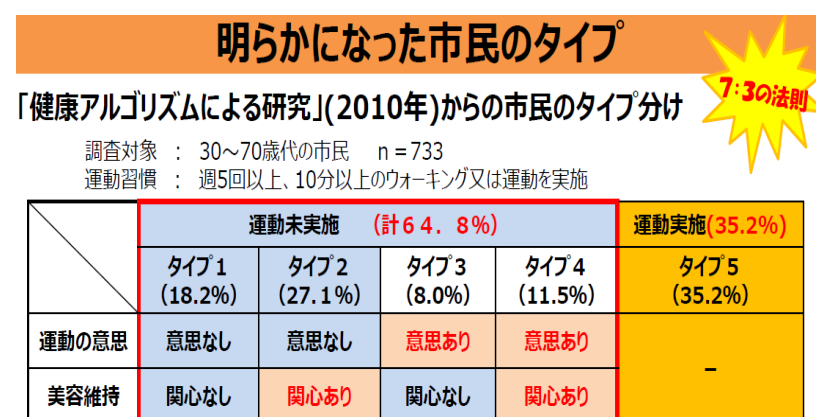 明らかになった市民のタイプ
7:3の法則
「健康アルゴリズムによる研究」(2010年)からの市民のタイプ分け
調査対象 : 30～70歳代の市民 n=733
運動習慣 : 週5回以上、10分以上のウォーキング又は運動を実施
運動未実施 (計64.8%) 運動実施(35.2%)
タイプ1 タイプ2 タイプ3 タイプ4 タイプ5
(18.2%) (27.1%) (8.0%) (11.5%) (35.2%)
運動の意思 意思なし 意思なし 意思あり 意思あり –
美容維持 関心なし 関心あり 関心なし 関心あり